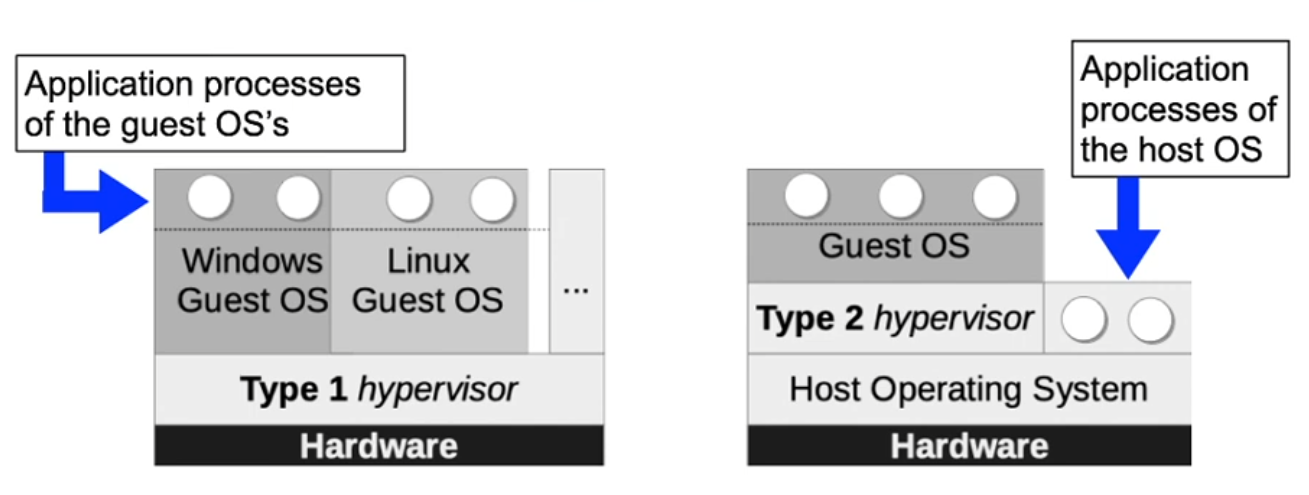 Application processes
of the guest OS's
Windows
Guest OS
Linux
Guest OS
...
Type 1 hypervisor
Hardware
Application
processes of
the host OS
Guest OS
Type 2 hypervisor
Host Operating System
Hardware